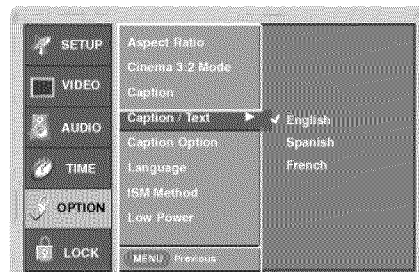 SETUP
VIDEO
AUDIO
TIME
OPTION
LOCK
Aspect Ratio
Cinema 3:2 Mode
Caption
Caption / Text
Caption Option
Language
ISM Method
Low Power
MENU Previous
English
Spanish
French